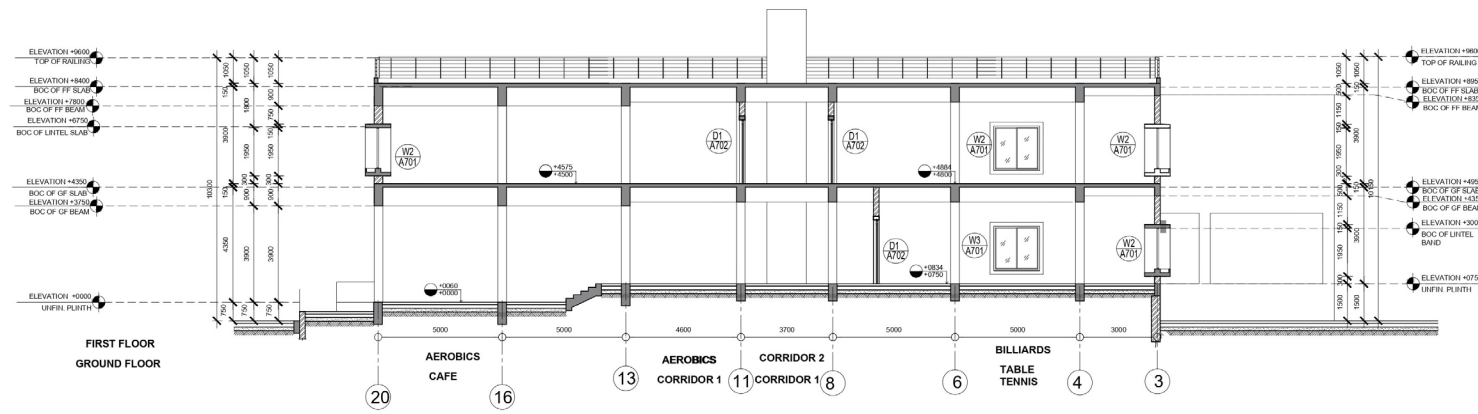 ELEVATION +9600
TOP OF RAILING
ELEVATION +8400
BOC OF FF SLAB
ELEVATION +7800
BOC OF FF BEAM
ELEVATION +6750
BOC OF LINTEL SLAB
ELEVATION +4350
BOC OF GF SLAB
ELEVATION +3750
BOC OF GF BEAM
ELEVATION +0000
UNFIN. PLINTH
1050
1050
1050
150
900
1800
750
3900
150
1950
1950
300
300
150
900
900
4350
3900
3900
750
750
750
W2
A701
+4575
+4500
D1
A702
D1
A702
+4884
+4800
W2
A701
W2
A701
+0060
+0000
D1
A702
+0834
+0750
W3
A701
W2
A701
1050
1050
1150
150
3900
1950
300
150
1150
150
3900
1950
300
1500
1500
ELEVATION +960
TOP OF RAILING
ELEVATION +895
BOC OF FF SLAB
ELEVATION +835
BOC OF FF BEAM
ELEVATION +495
BOC OF GF SLAB
ELEVATION +435
BOC OF GF BEAM
ELEVATION +300
BOC OF LINTEL
BAND
ELEVATION +075
UNFIN. PLINTH
5000 5000 4600 3700 5000 5000 3000
FIRST FLOOR
GROUND FLOOR
AEROBICS
CAFE
AEROBICS
CORRIDOR 1
CORRIDOR 2
CORRIDOR 1
BILLIARDS
TABLE
TENNIS
20 16 13 11 8 6 4 3